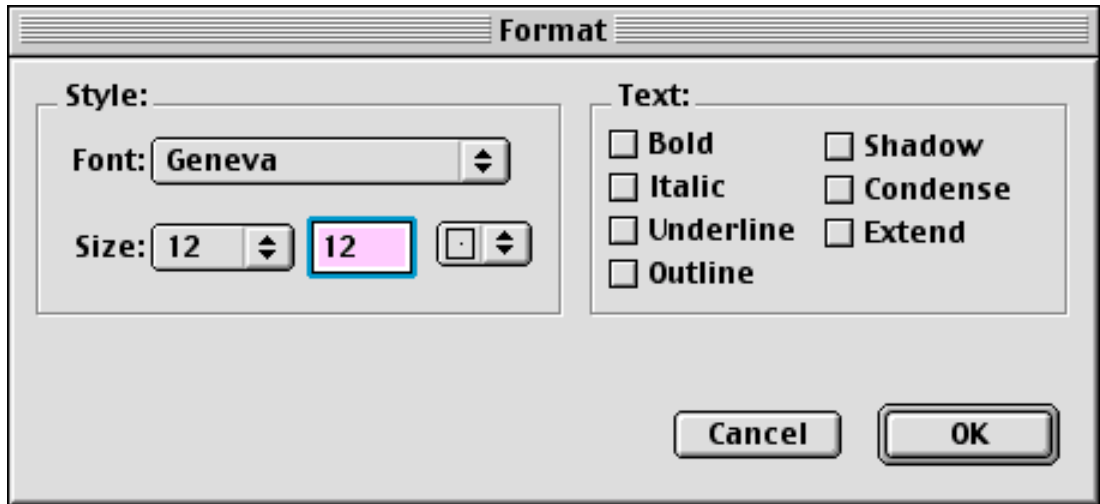 Format
Style:
Font: Geneva
Size: 12 12
Text:
Bold
Italic
Underline
Outline
Shadow
Condense
Extend
Cancel OK